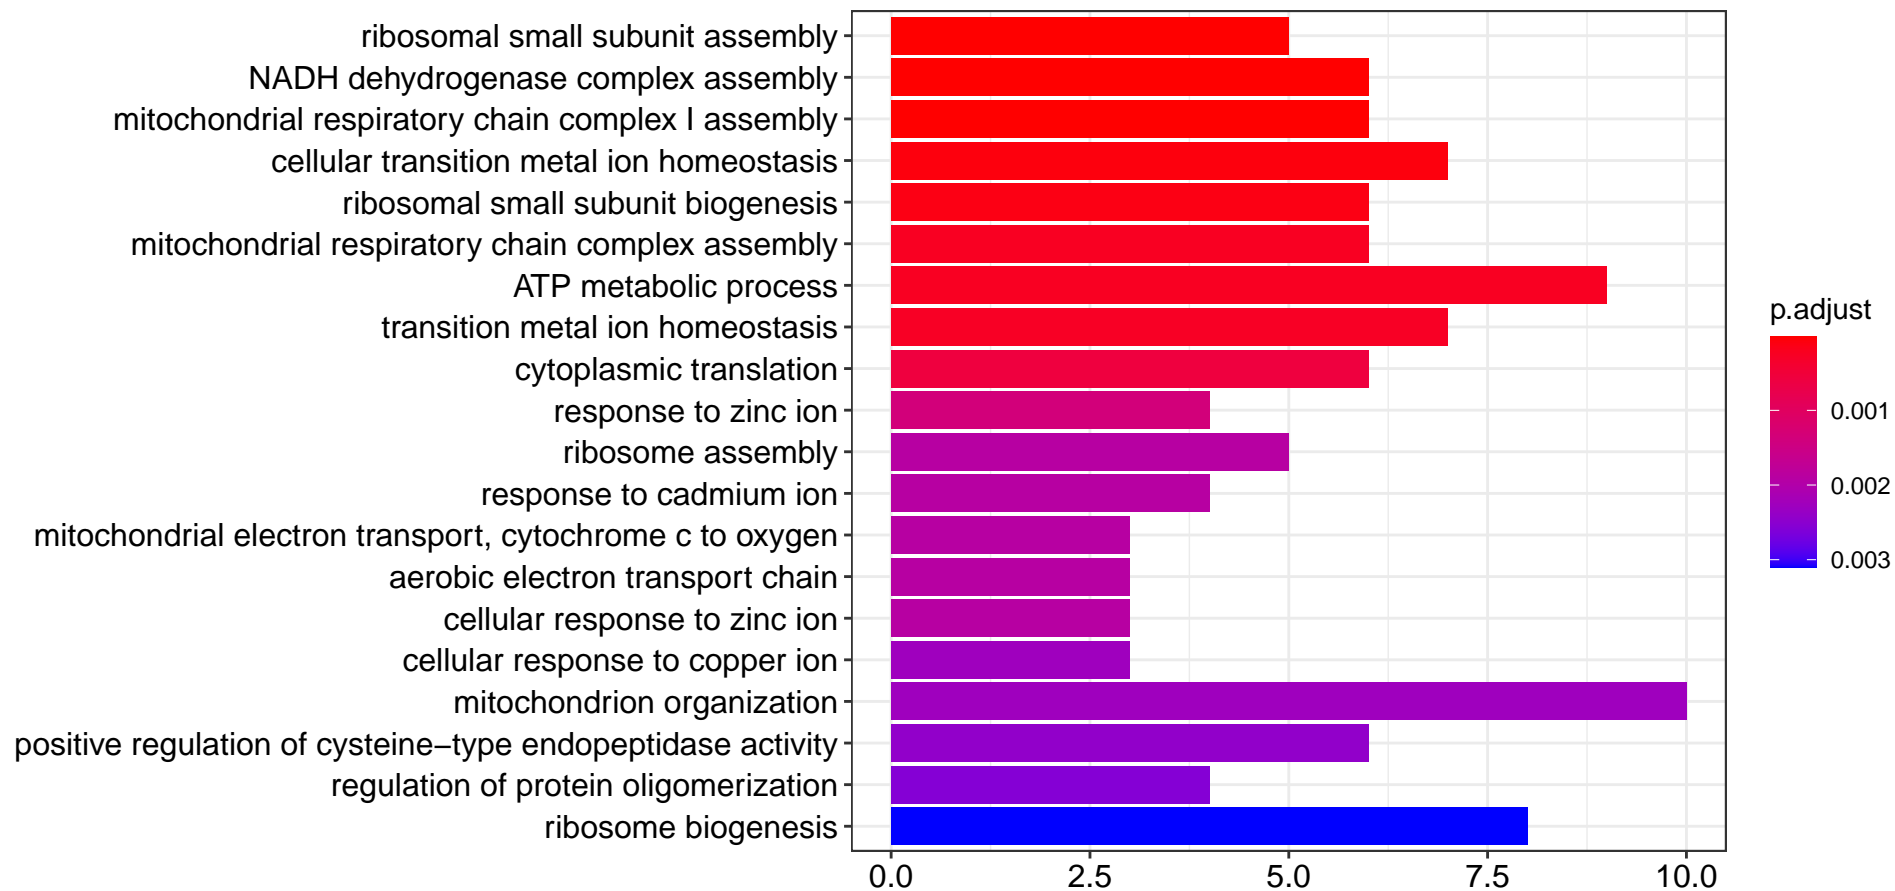 ribosomal small subunit assembly
NADH dehydrogenase complex assembly
mitochondrial respiratory chain complex I assembly
cellular transition metal ion homeostasis
ribosomal small subunit biogenesis
mitochondrial respiratory chain complex assembly
ATP metabolic process
transition metal ion homeostasis
cytoplasmic translation
response to zinc ion
ribosome assembly
response to cadmium ion
mitochondrial electron transport, cytochrome c to oxygen
aerobic electron transport chain
cellular response to zinc ion
cellular response to copper ion
mitochondrion organization
positive regulation of cysteine−type endopeptidase activity
regulation of protein oligomerization
ribosome biogenesis
0.0 2.5 5.0 7.5 10.0
p.adjust
0.001
0.002
0.003